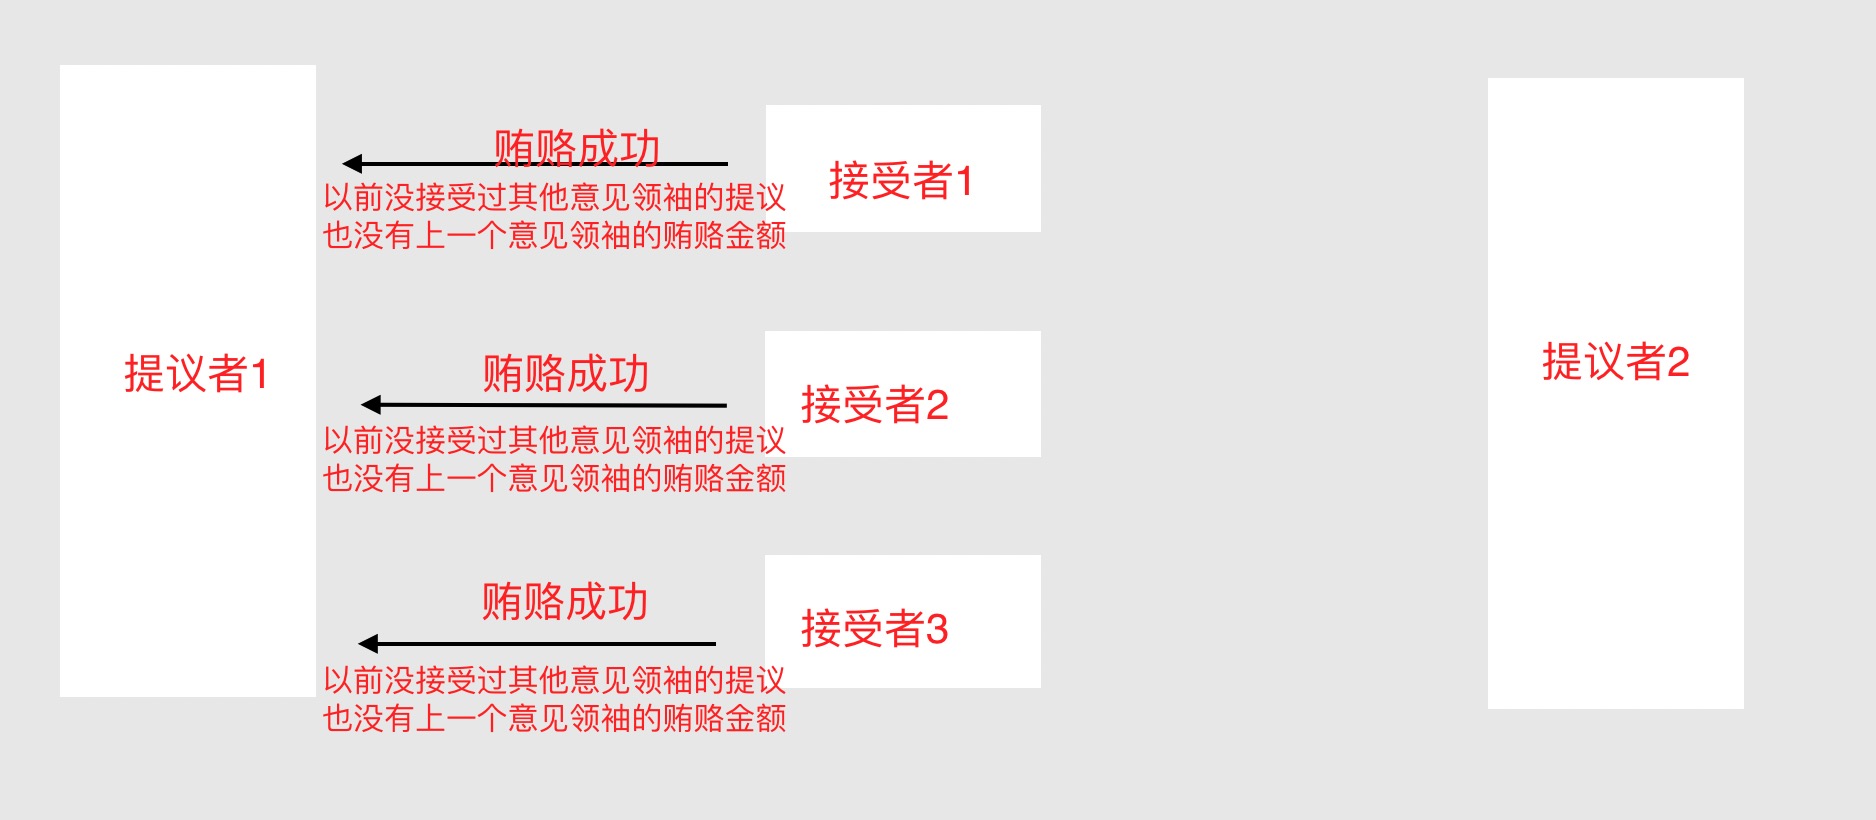 贿赂成功
以前没接受过其他意见领袖的提议
也没有上一个意见领袖的贿赂金额
接受者1
提议者1
贿赂成功
以前没接受过其他意见领袖的提议
也没有上一个意见领袖的贿赂金额
接受者2
提议者2
贿赂成功
以前没接受过其他意见领袖的提议
也没有上一个意见领袖的贿赂金额
接受者3